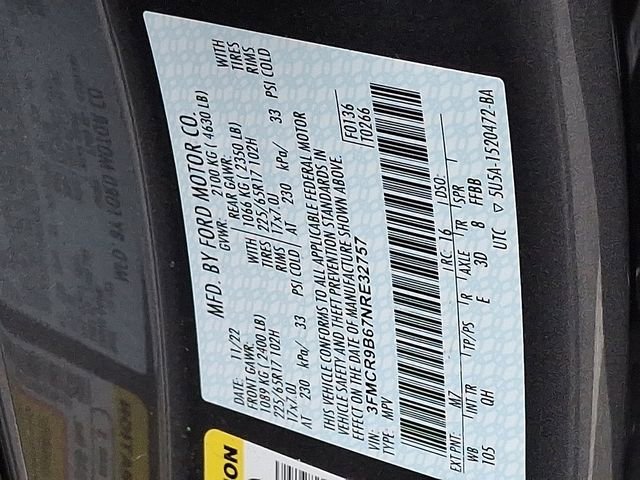 MFD. BY FORD MOTOR CO.
DATE: 11/22 GVWR: 2100 KG ( 4630 LB)
FRONT GAWR: REAR GAWR:
1089 KG ( 2400 LB) WITH 1066 KG ( 2350 LB) WITH
225/65R17 102H TIRES 225/65R17 102H TIRES
17x7.0J RIMS 17x7.0J RIMS
AT 230 kPa/ 33 PSI COLD AT 230 kPa/ 33 PSI COLD
THIS VEHICLE CONFORMS TO ALL APPLICABLE FEDERAL MOTOR
VEHICLE SAFETY AND THEFT PREVENTION STANDARDS IN
EFFECT ON THE DATE OF MANUFACTURE SHOWN ABOVE.
VIN: 3FMCR9B67NRE32757 F0136
TYPE: MPV T0266
EXT PNT: M7 RC: 16 DSO:
WB INT TR TP/PS R AXLE TR SPR
105 QH E 3D 8 FFBB
UTC ▽ 5U5A-1520472-BA